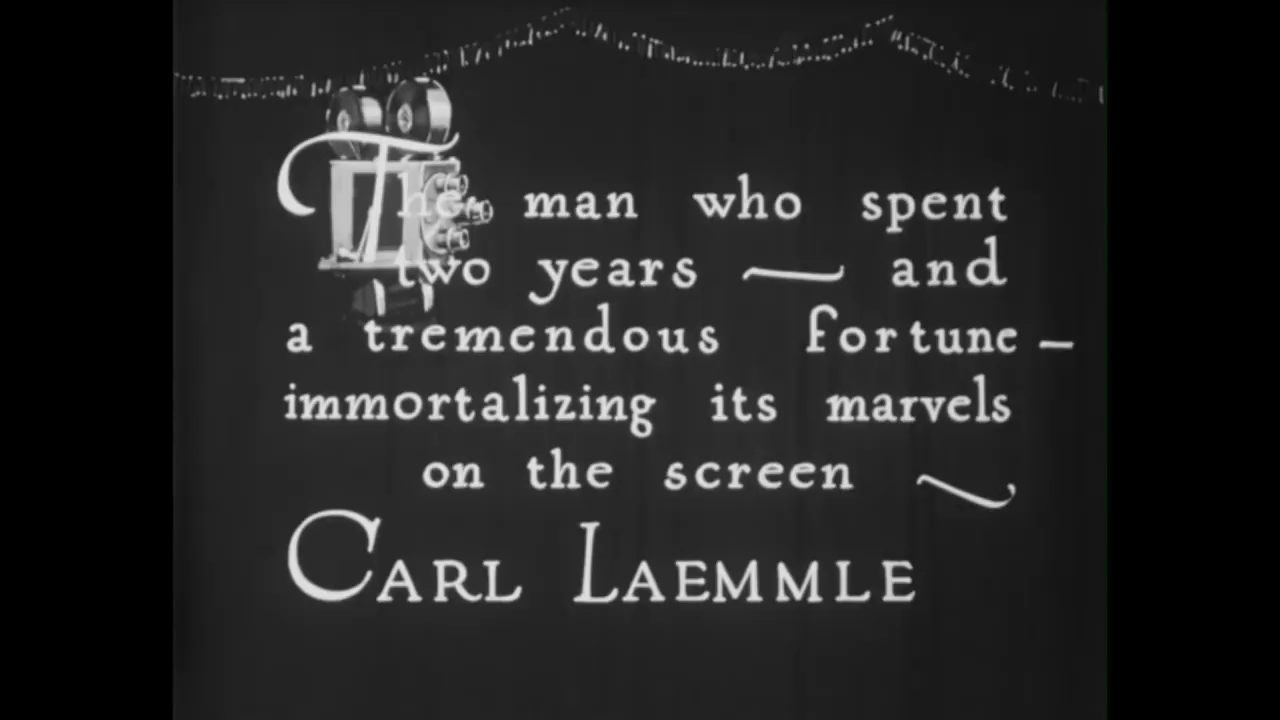 The man who spent
two years — and
a tremendous fortune —
immortalizing its marvels
on the screen ~
CARL LAEMMLE